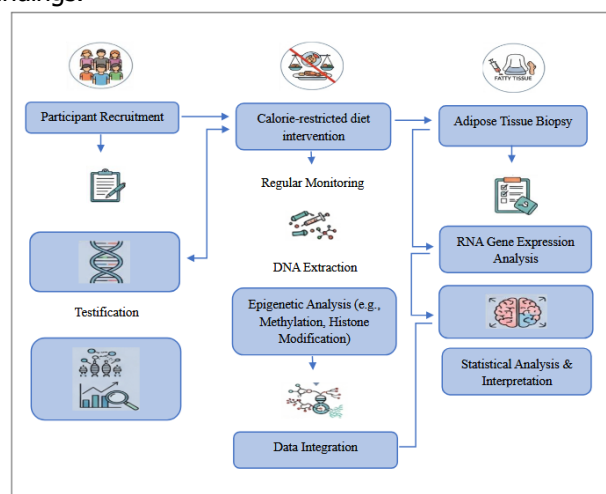 ndings.
FATTY TISSUE
Participant Recruitment
Calorie-restricted diet
intervention
Adipose Tissue Biopsy
Regular Monitoring
RNA Gene Expression
Analysis
DNA Extraction
Testification
Epigenetic Analysis (e.g.,
Methylation, Histone
Modification)
Statistical Analysis &
Interpretation
Data Integration